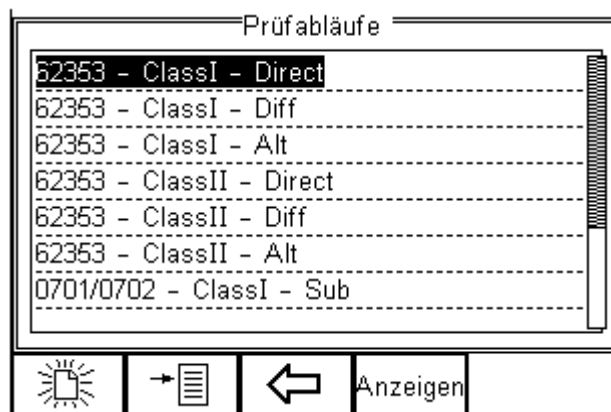 Prüfabläufe
62353 - ClassI - Direct
62353 - ClassI - Diff
62353 - ClassI - Alt
62353 - ClassII - Direct
62353 - ClassII - Diff
62353 - ClassII - Alt
0701/0702 - ClassI - Sub
Anzeigen